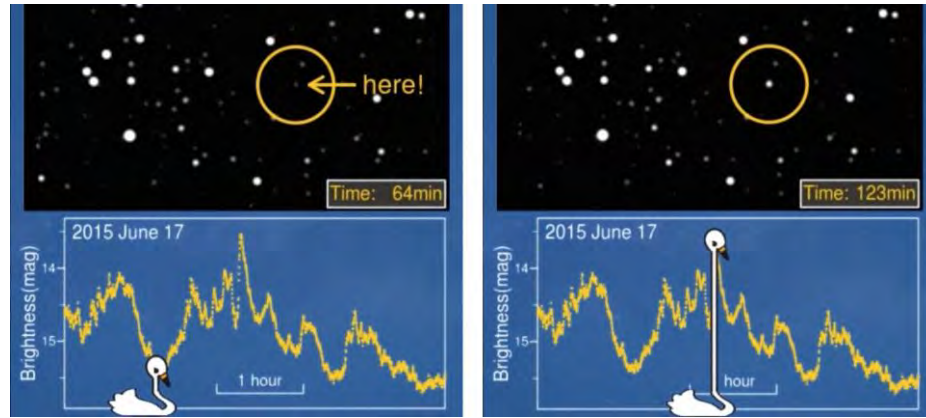 here!
Time: 64min
2015 June 17
Brightness(mag)
14
15
1 hour
Time: 123min
2015 June 17
Brightness(mag)
14
15
hour